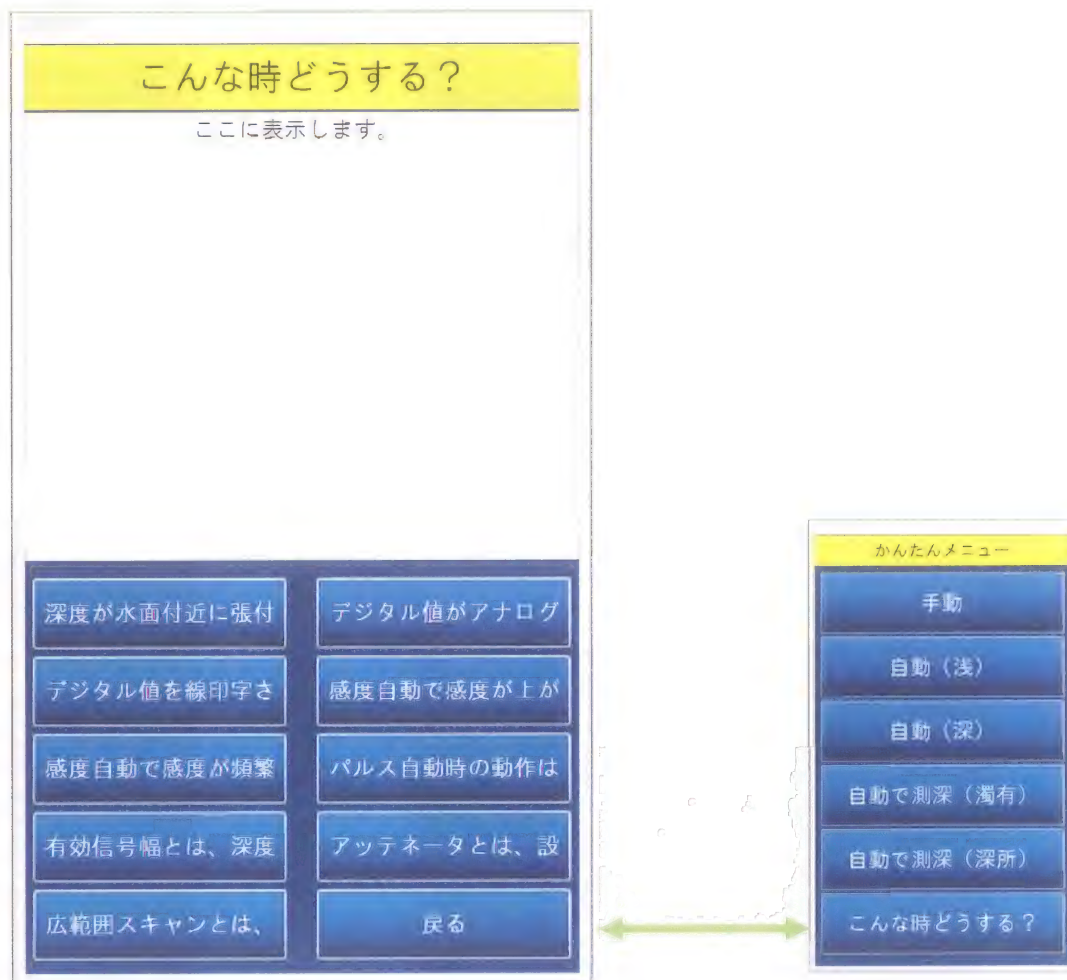 こんな時どうする？
ここに表示します。
深度が水面付近に張付
デジタル値がアナログ
デジタル値を線印字さ
感度自動で感度が上が
感度自動で感度が頻繁
パルス自動時の動作は
有効信号幅とは、深度
アッテネータとは、設
広範囲スキャンとは、
戻る
かんたんメニュー
手動
自動（浅）
自動（深）
自動で測深（濁有）
自動で測深（深所）
こんな時どうする？